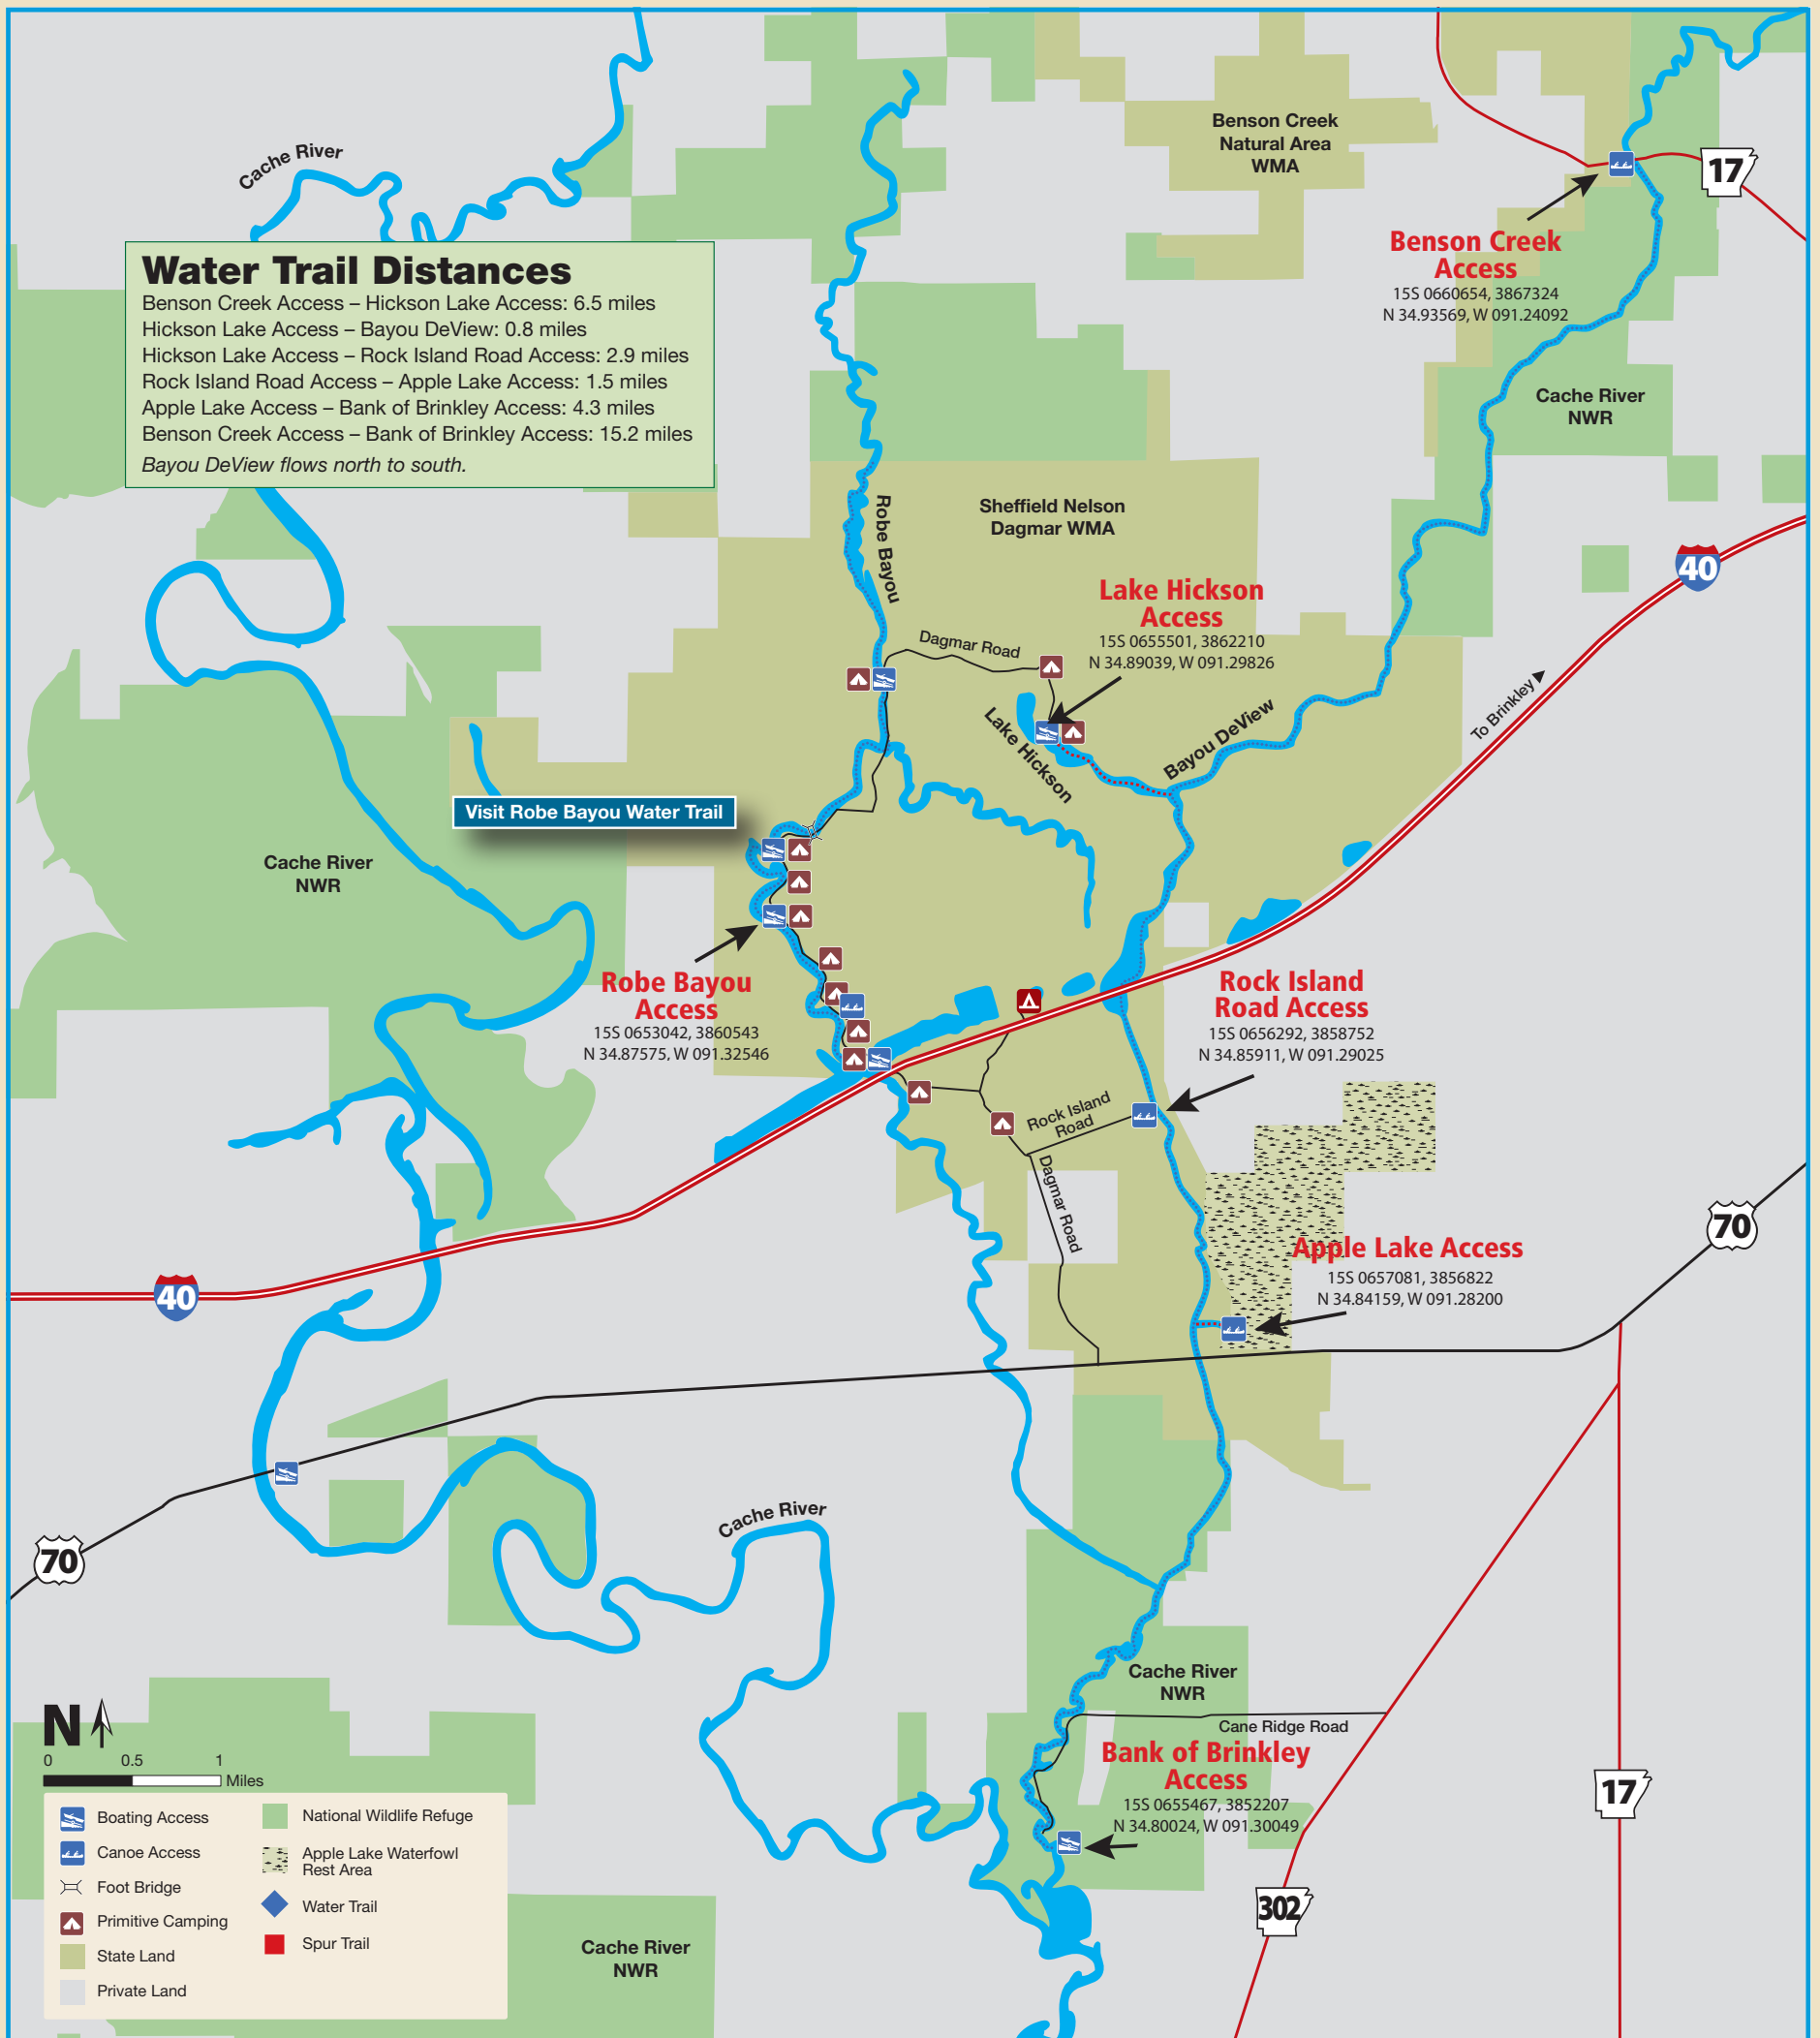 Cache River
Benson Creek
Natural Area
WMA
17
Water Trail Distances
Benson Creek Access – Hickson Lake Access: 6.5 miles
Hickson Lake Access – Bayou DeView: 0.8 miles
Hickson Lake Access – Rock Island Road Access: 2.9 miles
Rock Island Road Access – Apple Lake Access: 1.5 miles
Apple Lake Access – Bank of Brinkley Access: 4.3 miles
Benson Creek Access – Bank of Brinkley Access: 15.2 miles
Bayou DeView flows north to south.
Benson Creek
Access
15S 0660654, 3867324
N 34.93569, W 091.24092
Cache River
NWR
Robe Bayou
Sheffield Nelson
Dagmar WMA
40
Lake Hickson
Access
15S 0655501, 3862210
N 34.89039, W 091.29826
Dagmar Road
Lake Hickson
Bayou DeView
To Brinkley
Visit Robe Bayou Water Trail
Cache River
NWR
Robe Bayou
Access
15S 0653042, 3860543
N 34.87575, W 091.32546
Rock Island
Road Access
15S 0656292, 3858752
N 34.85911, W 091.29025
Rock Island
Road
Dagmar Road
70
Apple Lake Access
15S 0657081, 3856822
N 34.84159, W 091.28200
40
70
Cache River
Cache River
NWR
Cane Ridge Road
Bank of Brinkley
Access
15S 0655467, 3852207
N 34.80024, W 091.30049
17
302
Cache River
NWR
N
0 0.5 1
Miles
Boating Access
Canoe Access
Foot Bridge
Primitive Camping
State Land
Private Land
National Wildlife Refuge
Apple Lake Waterfowl
Rest Area
Water Trail
Spur Trail